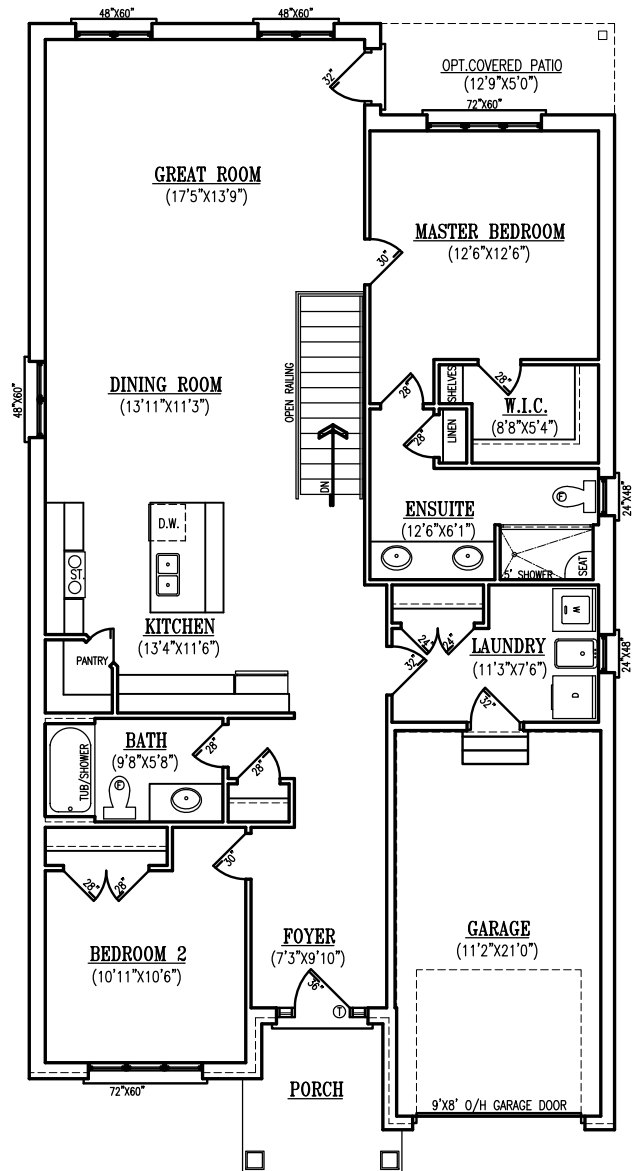 48"X60"
48"X60"
32"
OPT.COVERED PATIO
(12'9"X5'0")
72"X60"
GREAT ROOM
(17'5"X13'9")
MASTER BEDROOM
(12'6"X12'6")
30"
48"X60"
DINING ROOM
(13'11"X11'3")
OPEN RAILING
DN
28"
SHELVES
28"
W.I.C.
(8'8"X5'4")
28"
LINEN
ENSUITE
(12'6"X6'1")
F
24"X48"
D.W.
ST.
5' SHOWER
SEAT
KITCHEN
(13'4"X11'6")
PANTRY
24"
24"
32"
LAUNDRY
(11'3"X7'6")
W
D
24"X48"
32"
BATH
(9'8"X5'8")
TUB/SHOWER
F
28"
28"
30"
28"
28"
BEDROOM 2
(10'11"X10'6")
FOYER
(7'3"X9'10")
36"
T
GARAGE
(11'2"X21'0")
72"X60"
PORCH
9'X8' O/H GARAGE DOOR